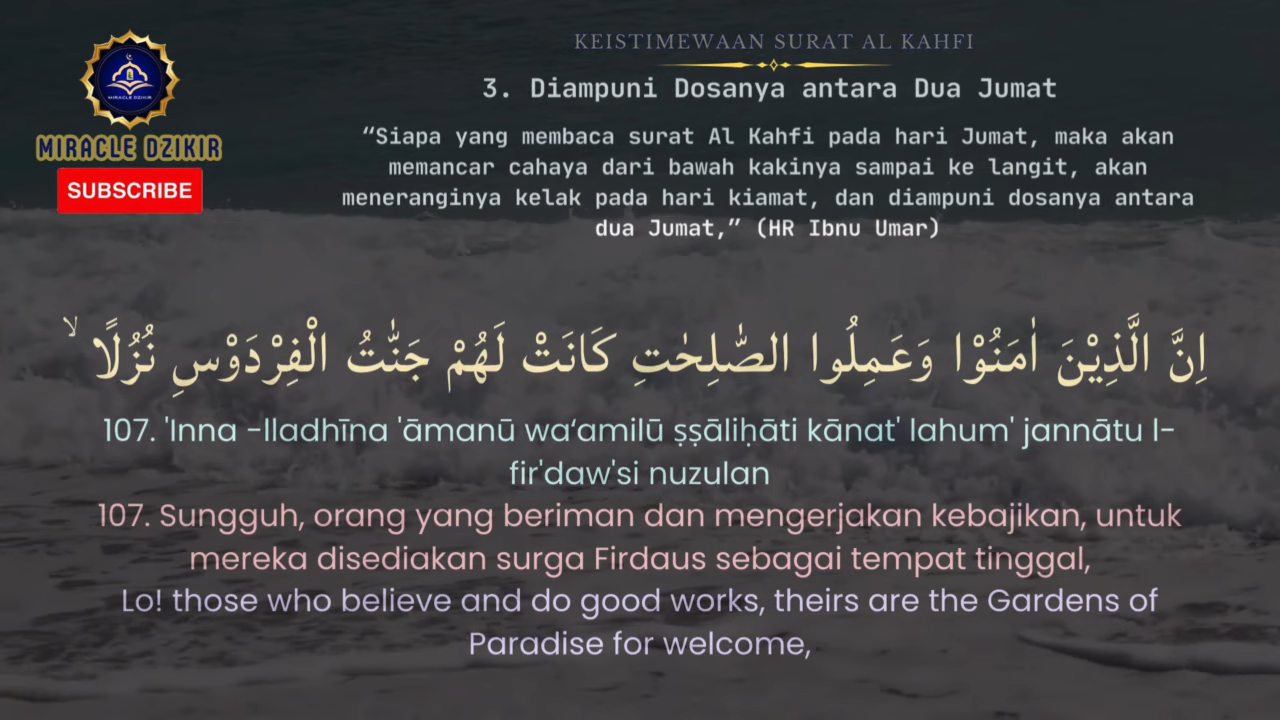 KEISTIMEWAAN SURAT AL KAHFI
3. Diampuni Dosanya antara Dua Jumat
“Siapa yang membaca surat Al Kahfi pada hari Jumat, maka akan
memancar cahaya dari bawah kakinya sampai ke langit, akan
meneranginya kelak pada hari kiamat, dan diampuni dosanya antara
dua Jumat,” (HR Ibnu Umar)
MIRACLE DZIKIR
MIRACLE DZIKIR
SUBSCRIBE
اِنَّ الَّذِيْنَ اٰمَنُوْا وَعَمِلُوا الصّٰلِحٰتِ كَانَتْ لَهُمْ جَنّٰتُ الْفِرْدَوْسِ نُزُلًا ۙ
107. 'Inna -lladhīna 'āmanū wa‘amilū ṣṣāliḥāti kānat' lahum' jannātu l-
fir'daw'si nuzulan
107. Sungguh, orang yang beriman dan mengerjakan kebajikan, untuk
mereka disediakan surga Firdaus sebagai tempat tinggal,
Lo! those who believe and do good works, theirs are the Gardens of
Paradise for welcome,